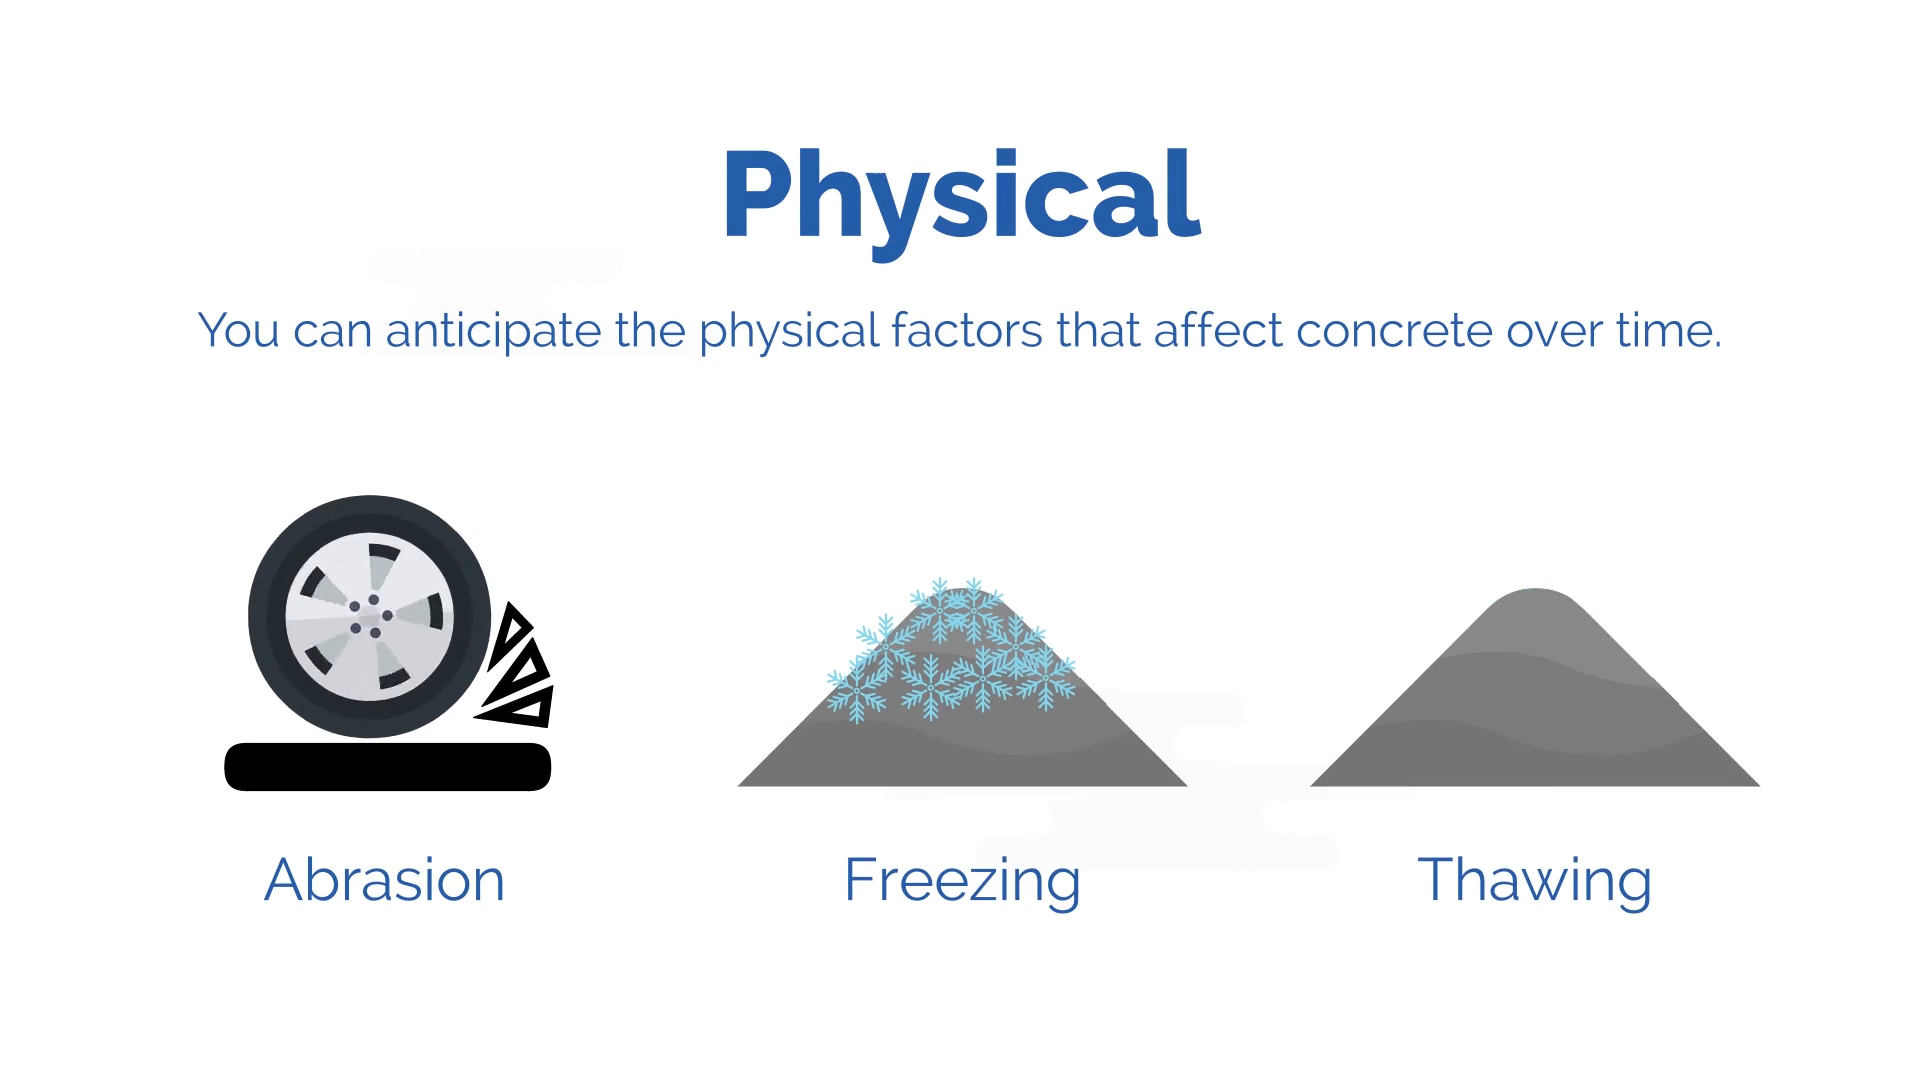 Physical
You can anticipate the physical factors that affect concrete over time.
Abrasion
Freezing
Thawing